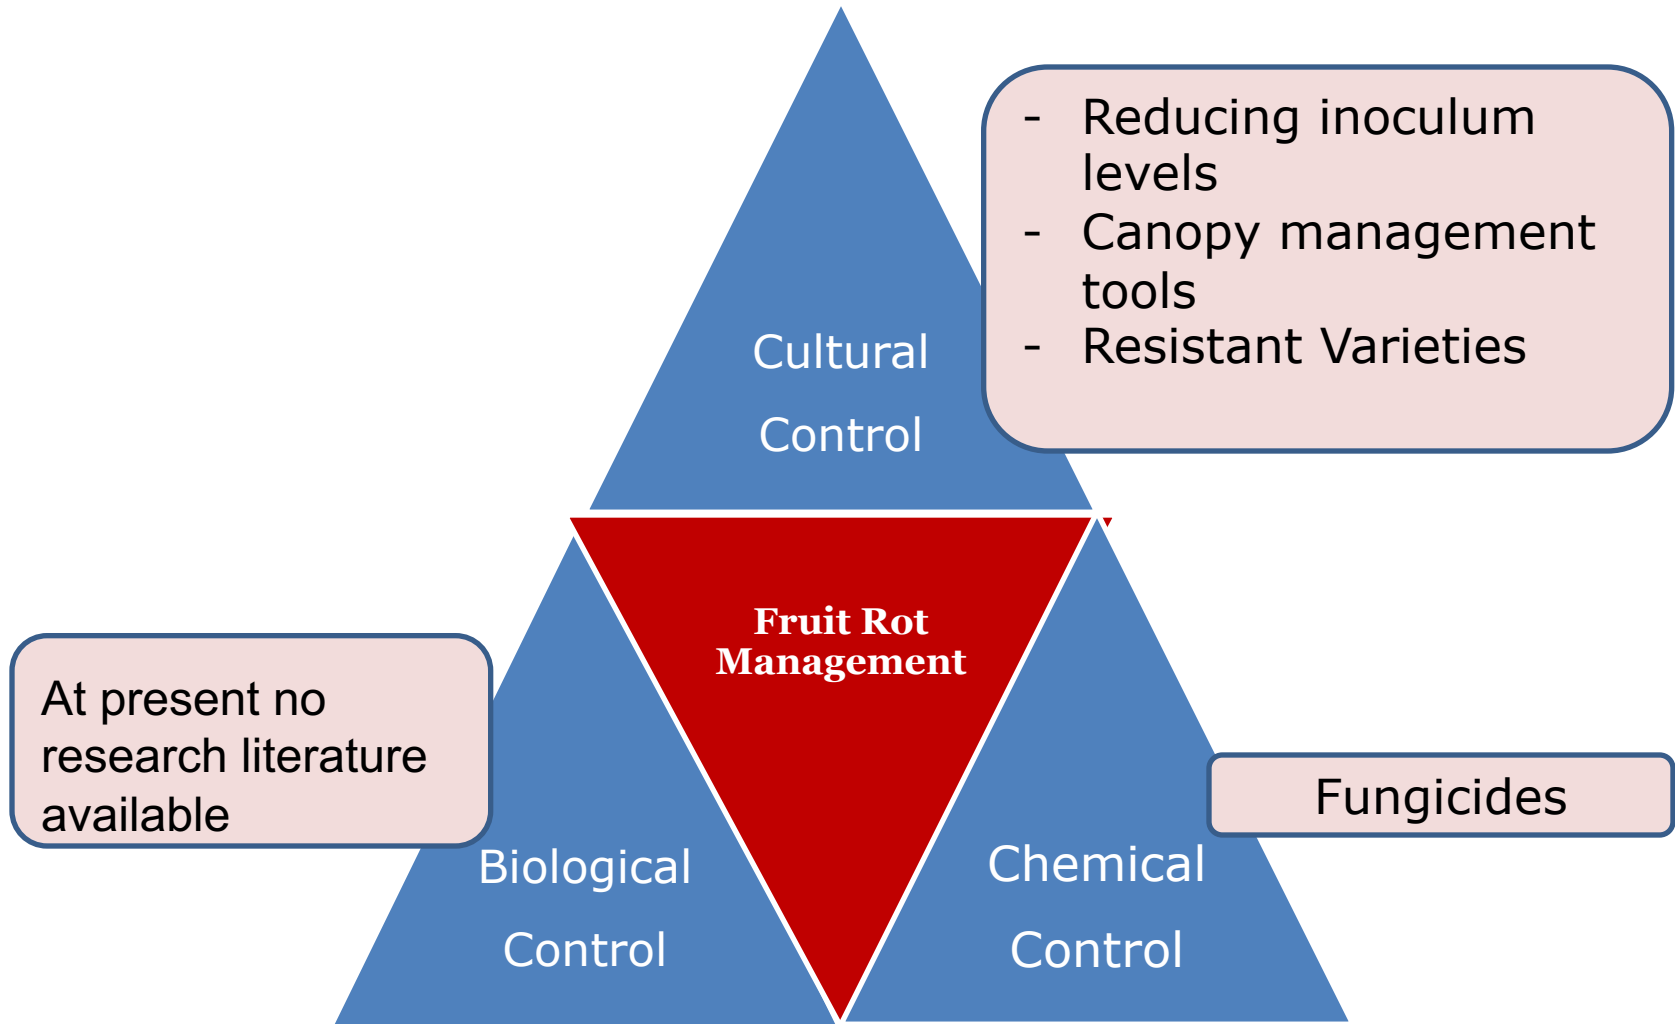 - Reducing inoculum
levels
- Canopy management
tools
- Resistant Varieties
Cultural
Control
Fruit Rot
Management
At present no
research literature
available
Fungicides
Biological
Control
Chemical
Control